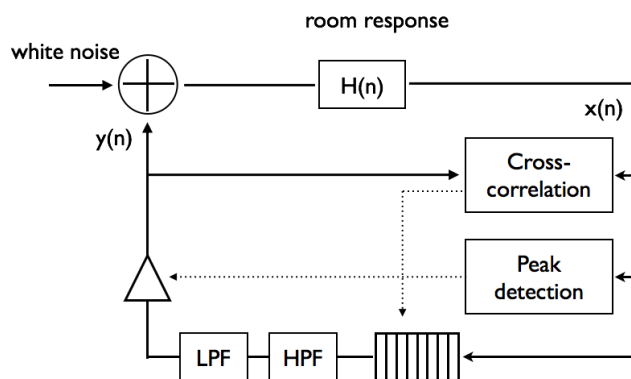 room response
white noise
H(n)
x(n)
y(n)
Cross-
correlation
Peak
detection
LPF
HPF